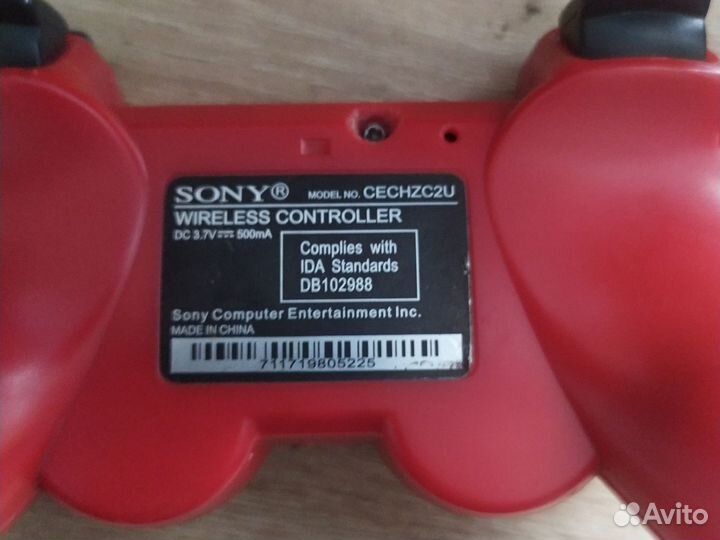 SONY® MODEL NO. CECHZC2U
WIRELESS CONTROLLER
DC 3.7V⎓500mA
Complies with
IDA Standards
DB102988
Sony Computer Entertainment Inc.
MADE IN CHINA
711719805225
Avito